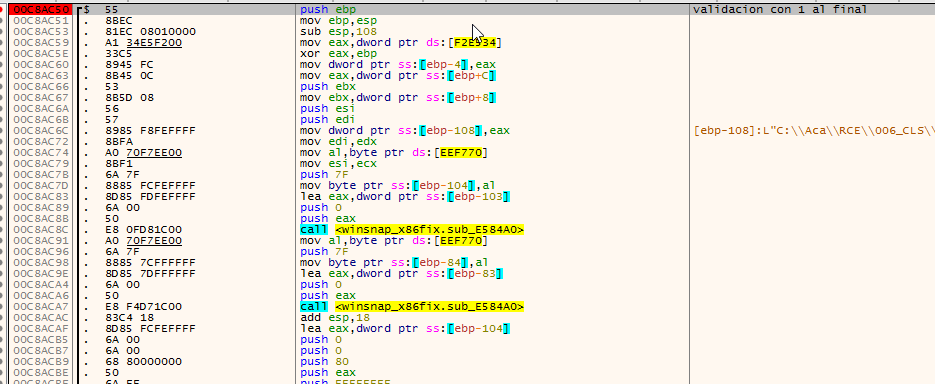 00C8AC50 $ 55 push ebp validacion con 1 al final
00C8AC51 . 8BEC mov ebp,esp
00C8AC53 . 81EC 08010000 sub esp,108
00C8AC59 . A1 34E5F200 mov eax,dword ptr ds:[F2E534]
00C8AC5E . 33C5 xor eax,ebp
00C8AC60 . 8945 FC mov dword ptr ss:[ebp-4],eax
00C8AC63 . 8B45 0C mov eax,dword ptr ss:[ebp+C]
00C8AC66 . 53 push ebx
00C8AC67 . 8B5D 08 mov ebx,dword ptr ss:[ebp+8]
00C8AC6A . 56 push esi
00C8AC6B . 57 push edi
00C8AC6C . 8985 F8FEFFFF mov dword ptr ss:[ebp-108],eax [ebp-108]:L"C:\\Aca\\RCE\\006_CLS\\
00C8AC72 . 8BFA mov edi,edx
00C8AC74 . A0 70F7EE00 mov al,byte ptr ds:[EEF770]
00C8AC79 . 8BF1 mov esi,ecx
00C8AC7B . 6A 7F push 7F
00C8AC7D . 8885 FCFEFFFF mov byte ptr ss:[ebp-104],al
00C8AC83 . 8D85 FDFEFFFF lea eax,dword ptr ss:[ebp-103]
00C8AC89 . 6A 00 push 0
00C8AC8B . 50 push eax
00C8AC8C . E8 0FD81C00 call <winsnap_x86fix.sub_E584A0>
00C8AC91 . A0 70F7EE00 mov al,byte ptr ds:[EEF770]
00C8AC96 . 6A 7F push 7F
00C8AC98 . 8885 7CFFFFFF mov byte ptr ss:[ebp-84],al
00C8AC9E . 8D85 7DFFFFFF lea eax,dword ptr ss:[ebp-83]
00C8ACA4 . 6A 00 push 0
00C8ACA6 . 50 push eax
00C8ACA7 . E8 F4D71C00 call <winsnap_x86fix.sub_E584A0>
00C8ACAC . 83C4 18 add esp,18
00C8ACAF . 8D85 FCFEFFFF lea eax,dword ptr ss:[ebp-104]
00C8ACB5 . 6A 00 push 0
00C8ACB7 . 6A 00 push 0
00C8ACB9 . 68 80000000 push 80
00C8ACBE . 50 push eax